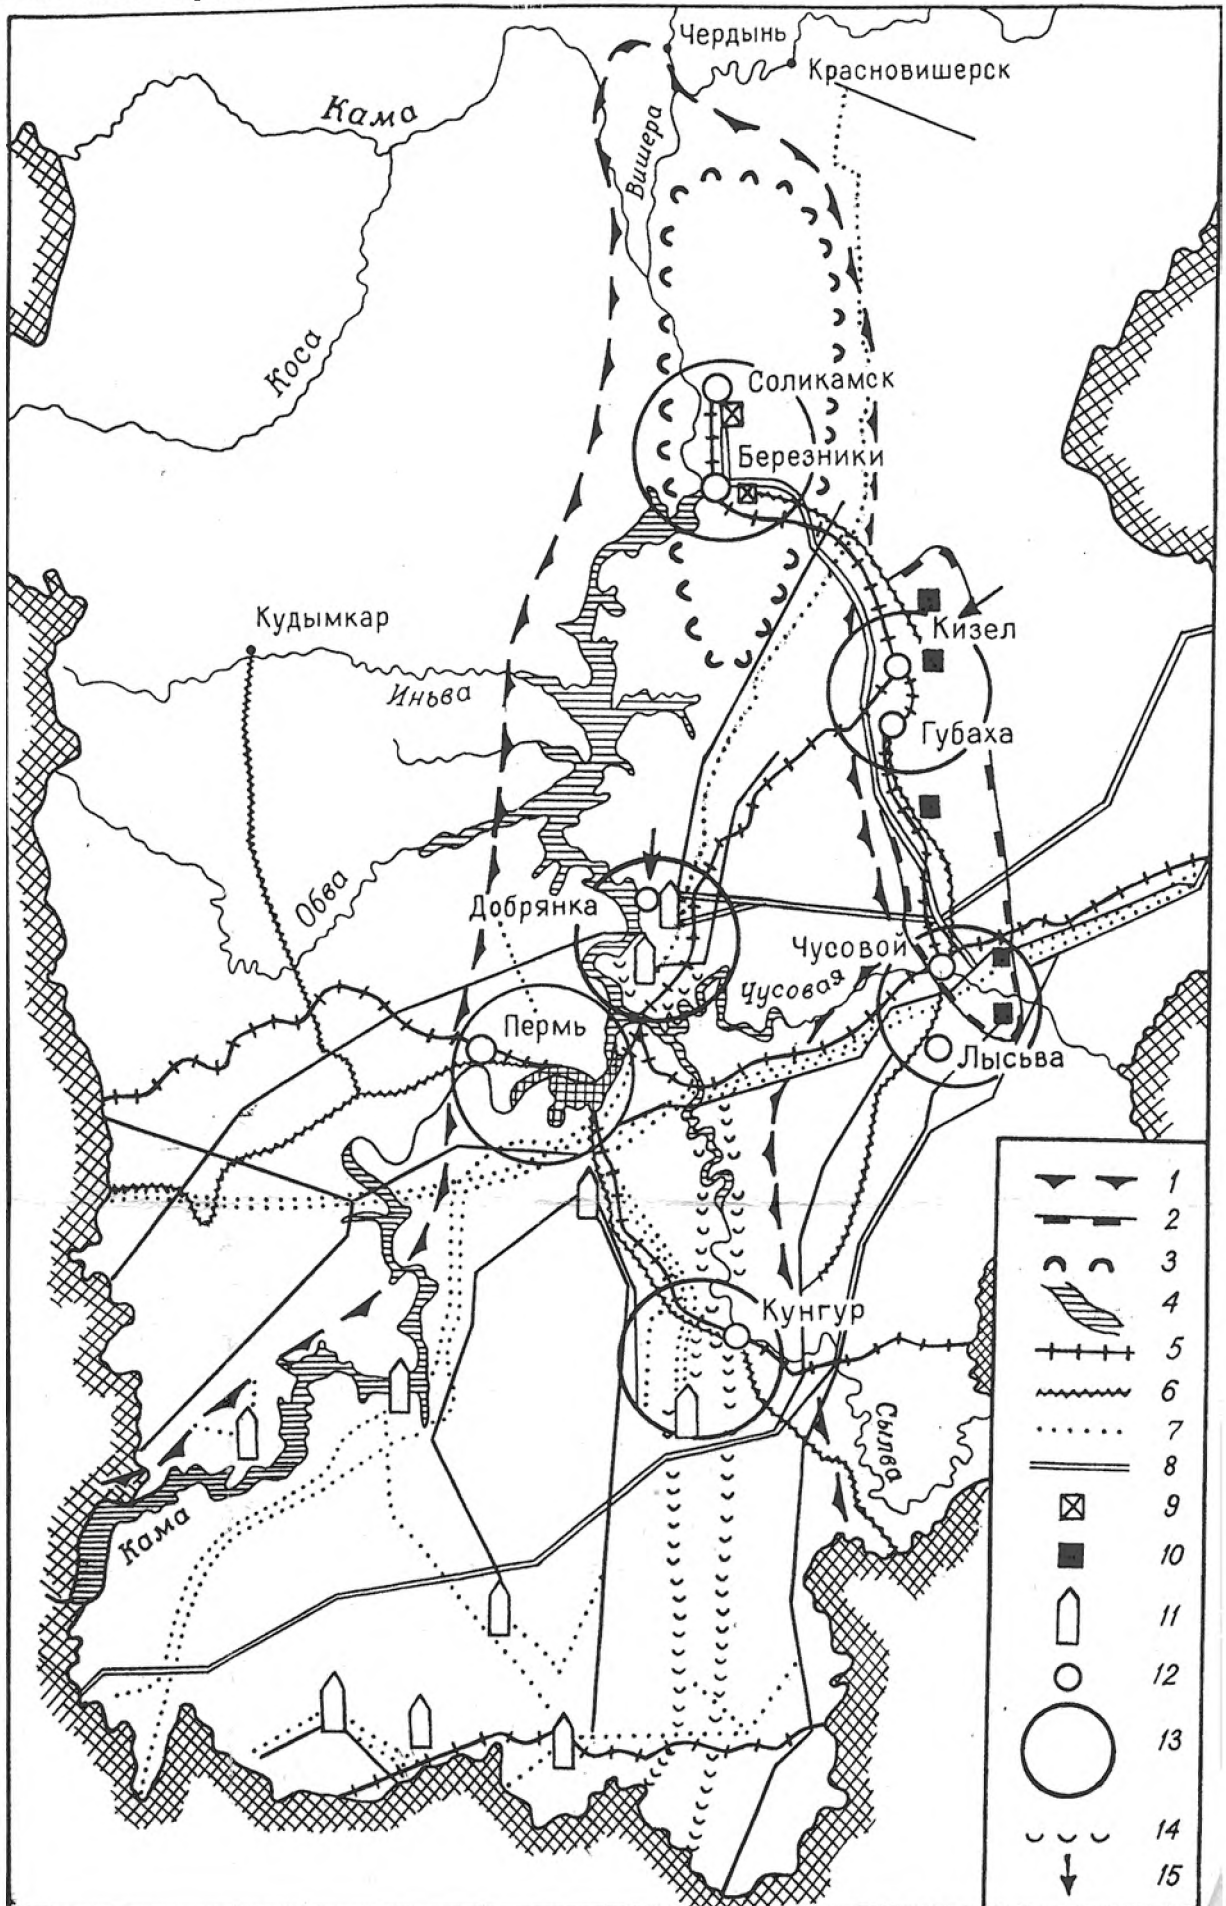 Чердынь
Красновишерск
Кама
Вишера
Коса
Соликамск
Березники
Кудымкар
Кизел
Иньва
Губаха
Обва
Добрянка
Чусовой
Чусовая
Пермь
Лысьва
Кунгур
Сылва
Кама
1
2
3
4
5
6
7
8
9
10
11
12
13
14
15